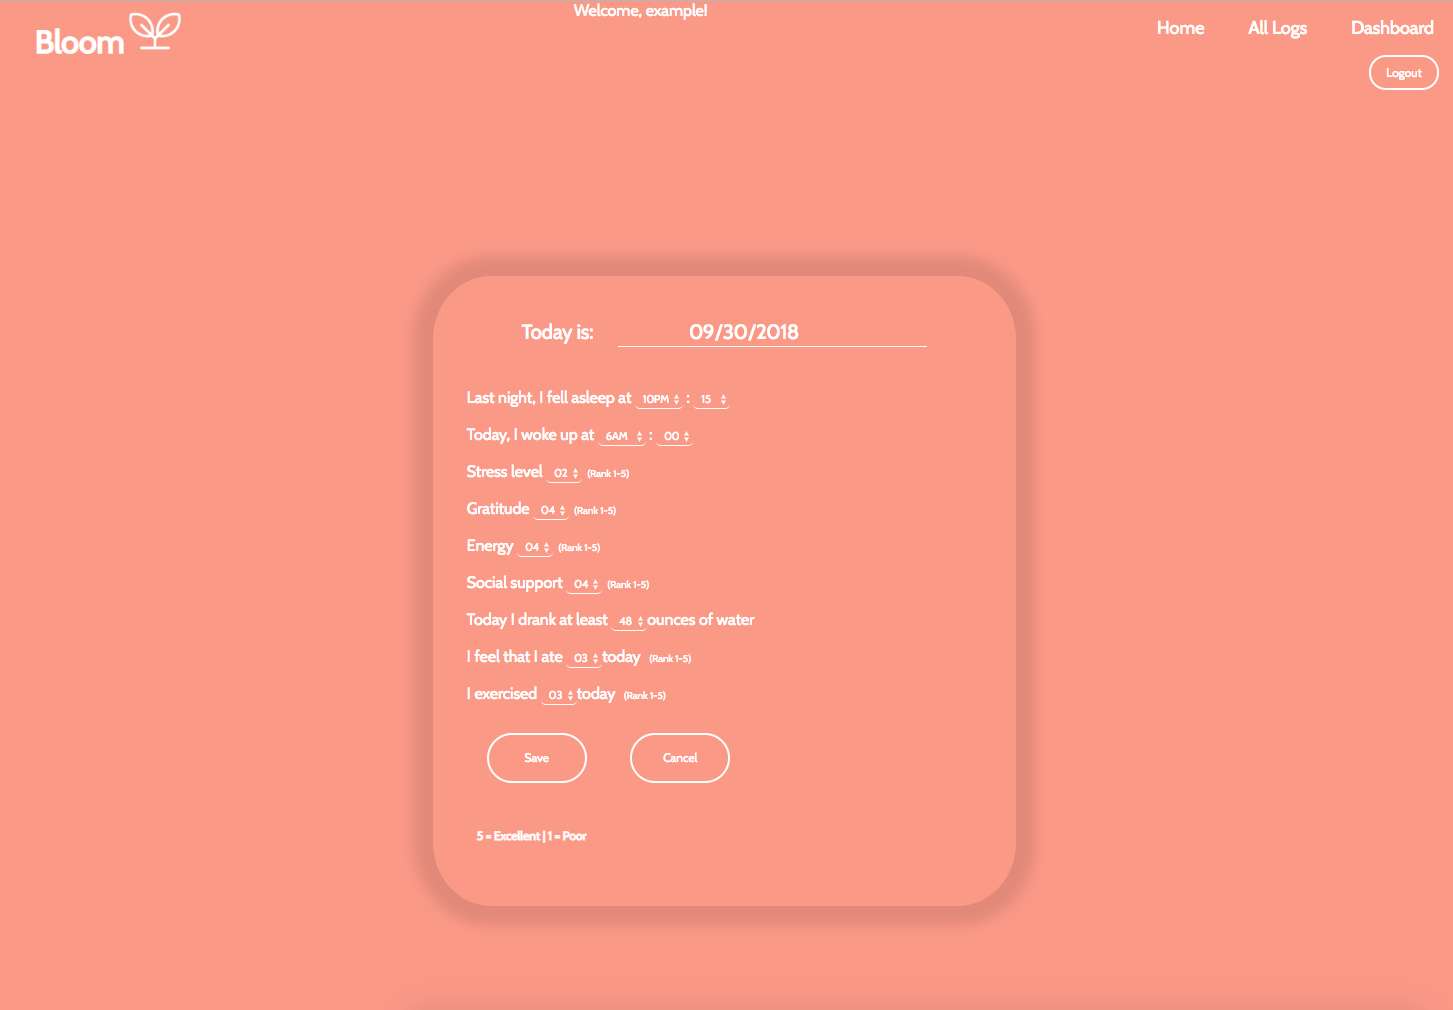 Welcome, example!
Bloom
Home All Logs Dashboard
Logout
Today is: 09/30/2018
Last night, I fell asleep at 10PM : 15
Today, I woke up at 6AM : 00
Stress level 02 (Rank 1-5)
Gratitude 04 (Rank 1-5)
Energy 04 (Rank 1-5)
Social support 04 (Rank 1-5)
Today I drank at least 48 ounces of water
I feel that I ate 03 today (Rank 1-5)
I exercised 03 today (Rank 1-5)
Save Cancel
5 = Excellent | 1 = Poor